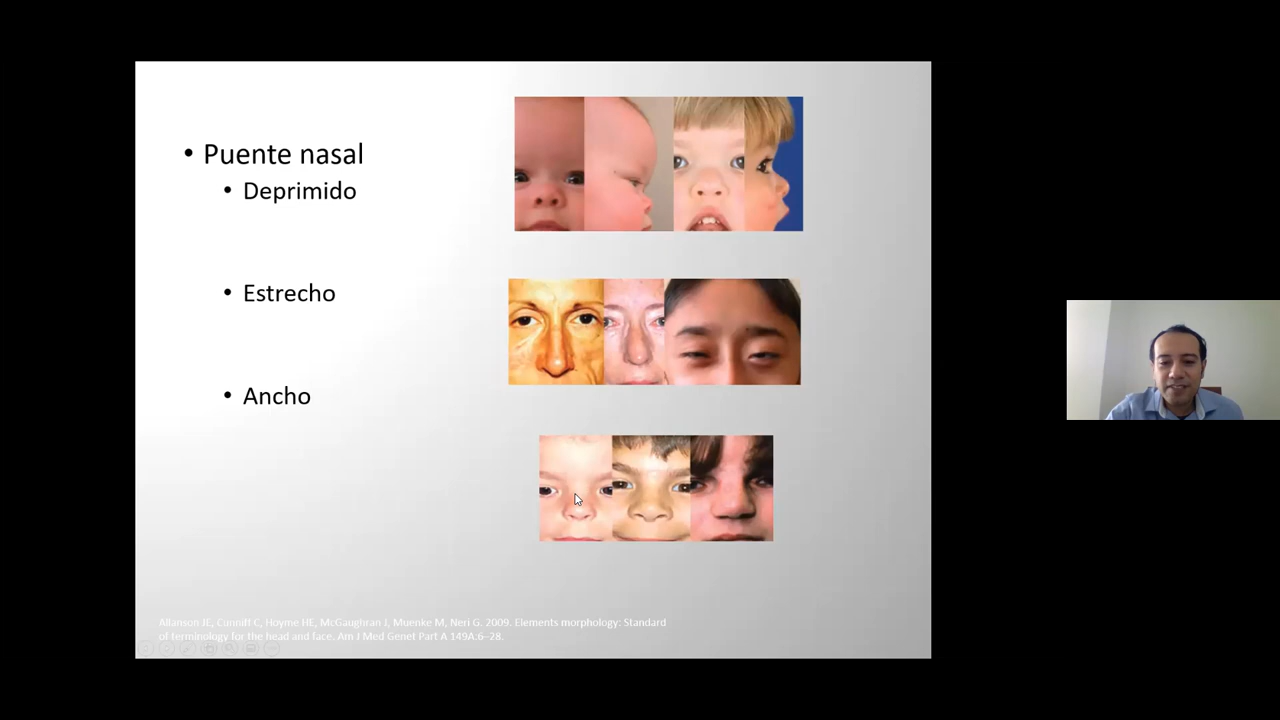 • Puente nasal
• Deprimido
• Estrecho
• Ancho
Allanson JE, Cunniff C, Hoyme HE, McGaughran J, Muenke M, Neri G. 2009. Elements morphology: Standard
of terminology for the head and face. Am J Med Genet Part A 149A:6–28.